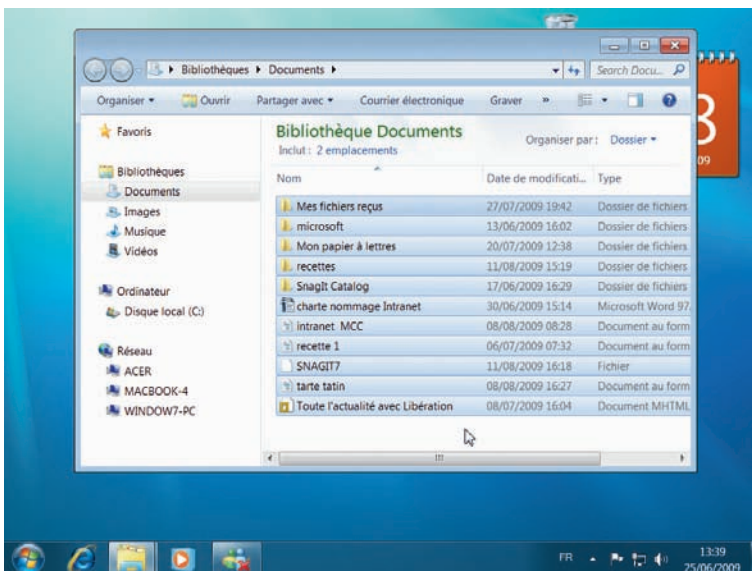 Bibliothèques Documents
Search Docu...
Organiser Ouvrir Partager avec Courrier électronique Graver »
Favoris
Bibliothèques
Documents
Images
Musique
Vidéos
Ordinateur
Disque local (C:)
Réseau
ACER
MACBOOK-4
WINDOW7-PC
Bibliothèque Documents
Inclut : 2 emplacements
Organiser par : Dossier
Nom Date de modificati... Type
Mes fichiers reçus 27/07/2009 19:42 Dossier de fichiers
microsoft 13/06/2009 16:02 Dossier de fichiers
Mon papier à lettres 20/07/2009 12:38 Dossier de fichiers
recettes 11/08/2009 15:19 Dossier de fichiers
SnagIt Catalog 17/06/2009 16:29 Dossier de fichiers
charte nommage Intranet 30/06/2009 15:14 Microsoft Word 97
intranet MCC 08/08/2009 08:28 Document au form
recette 1 06/07/2009 07:32 Document au form
SNAGIT7 11/08/2009 16:18 Fichier
tarte tatin 08/08/2009 16:27 Document au form
Toute l'actualité avec Libération 08/07/2009 16:04 Document MHTML
09
FR
13:39
25/06/2009